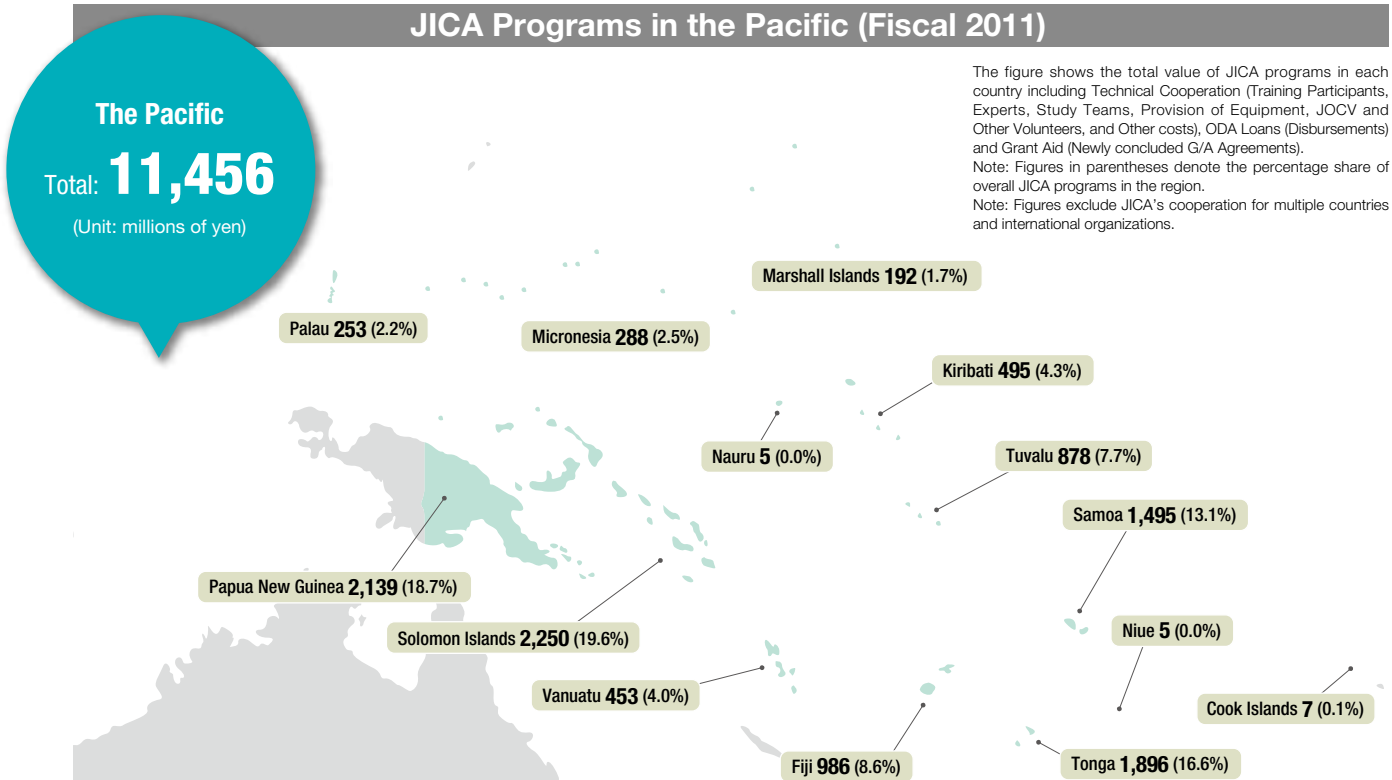 JICA Programs in the Pacific (Fiscal 2011)
The Pacific
Total: 11,456
(Unit: millions of yen)
The figure shows the total value of JICA programs in each
country including Technical Cooperation (Training Participants,
Experts, Study Teams, Provision of Equipment, JOCV and
Other Volunteers, and Other costs), ODA Loans (Disbursements)
and Grant Aid (Newly concluded G/A Agreements).
Note: Figures in parentheses denote the percentage share of
overall JICA programs in the region.
Note: Figures exclude JICA's cooperation for multiple countries
and international organizations.
Marshall Islands 192 (1.7%)
Palau 253 (2.2%)
Micronesia 288 (2.5%)
Kiribati 495 (4.3%)
Nauru 5 (0.0%)
Tuvalu 878 (7.7%)
Samoa 1,495 (13.1%)
Papua New Guinea 2,139 (18.7%)
Solomon Islands 2,250 (19.6%)
Niue 5 (0.0%)
Vanuatu 453 (4.0%)
Cook Islands 7 (0.1%)
Fiji 986 (8.6%)
Tonga 1,896 (16.6%)